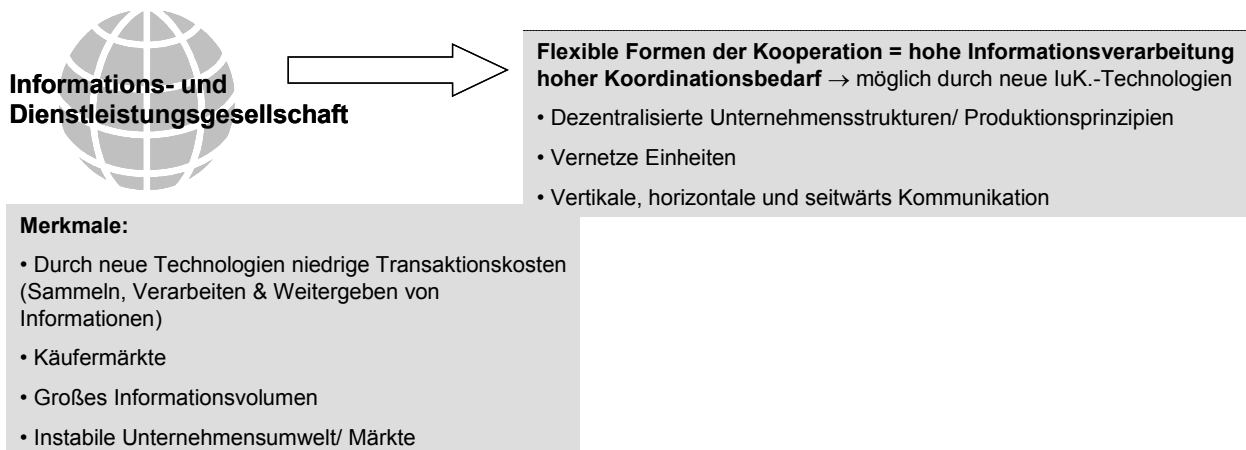 Informations- und
Dienstleistungsgesellschaft
Flexible Formen der Kooperation = hohe Informationsverarbeitung
hoher Koordinationsbedarf → möglich durch neue IuK.-Technologien
• Dezentralisierte Unternehmensstrukturen/ Produktionsprinzipien
• Vernetze Einheiten
• Vertikale, horizontale und seitwärts Kommunikation
Merkmale:
• Durch neue Technologien niedrige Transaktionskosten
(Sammeln, Verarbeiten & Weitergeben von
Informationen)
• Käufermärkte
• Großes Informationsvolumen
• Instabile Unternehmensumwelt/ Märkte